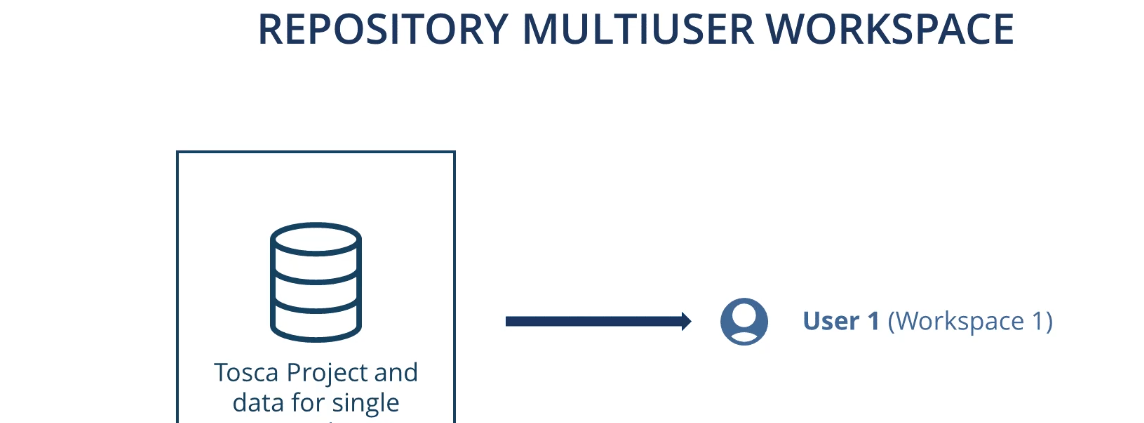 REPOSITORY MULTIUSER WORKSPACE
User 1 (Workspace 1)
Tosca Project and
data for single